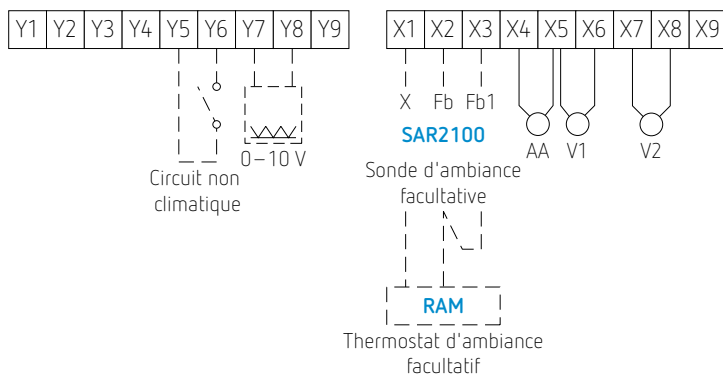 Y1 Y2 Y3 Y4 Y5 Y6 Y7 Y8 Y9
X1 X2 X3 X4 X5 X6 X7 X8 X9
0–10 V
Circuit non
climatique
X Fb Fb1
SAR2100
Sonde d'ambiance
facultative
AA V1 V2
RAM
Thermostat d'ambiance
facultatif